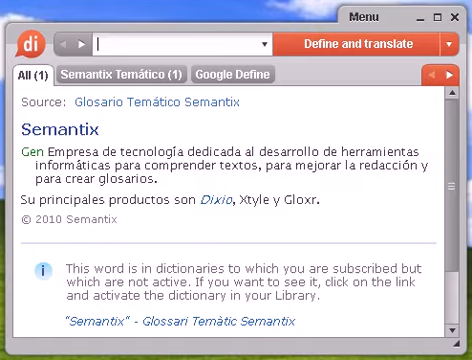 Menu
di
Define and translate
All (1)
Semantix Temático (1)
Google Define
Source: Glosario Temático Semantix
Semantix
Gen Empresa de tecnología dedicada al desarrollo de herramientas
informáticas para comprender textos, para mejorar la redacción y
para crear glosarios.
Su principales productos son Dixio, Xtyle y Gloxr.
© 2010 Semantix
i
This word is in dictionaries to which you are subscribed but
which are not active. If you want to see it, click on the link
and activate the dictionary in your Library.
"Semantix" - Glossari Temàtic Semantix